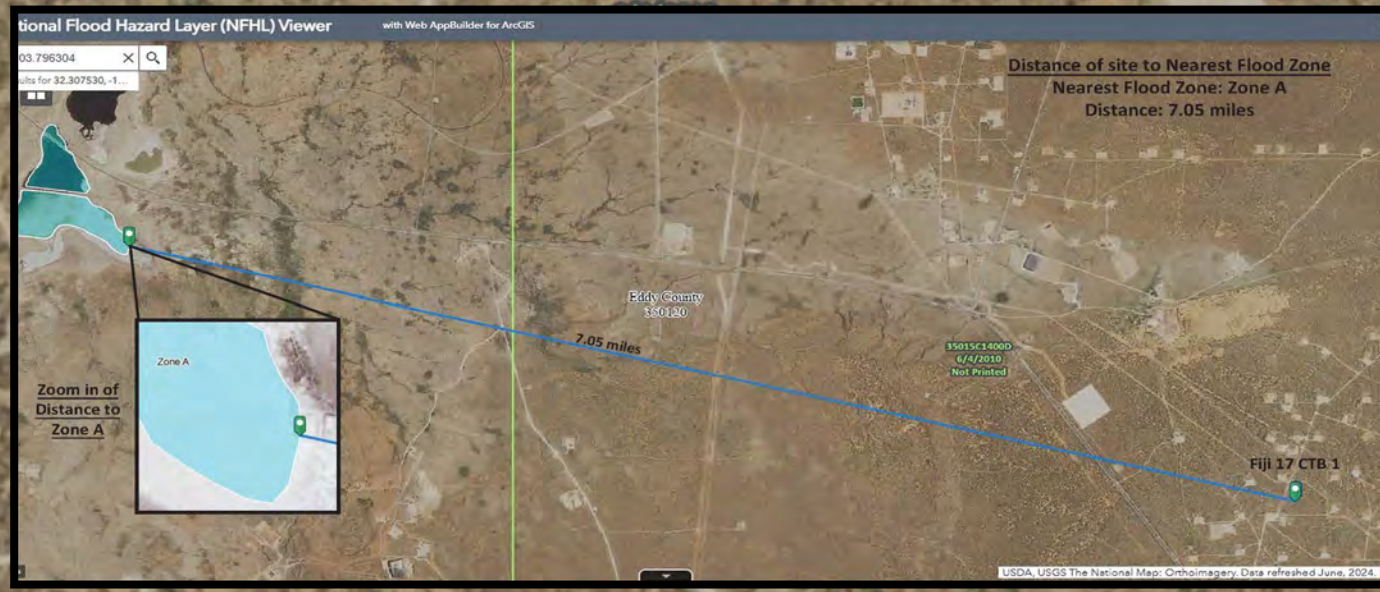 tional Flood Hazard Layer (NFHL) Viewer
with Web AppBuilder for ArcGIS
03.796304
ults for 32.307530, -1...
Distance of site to Nearest Flood Zone
Nearest Flood Zone: Zone A
Distance: 7.05 miles
Eddy County
350120
7.05 miles
35015C1400D
6/4/2010
Not Printed
Zone A
Zoom in of
Distance to
Zone A
Fiji 17 CTB 1
USDA, USGS The National Map: Orthoimagery. Data refreshed June, 2024.